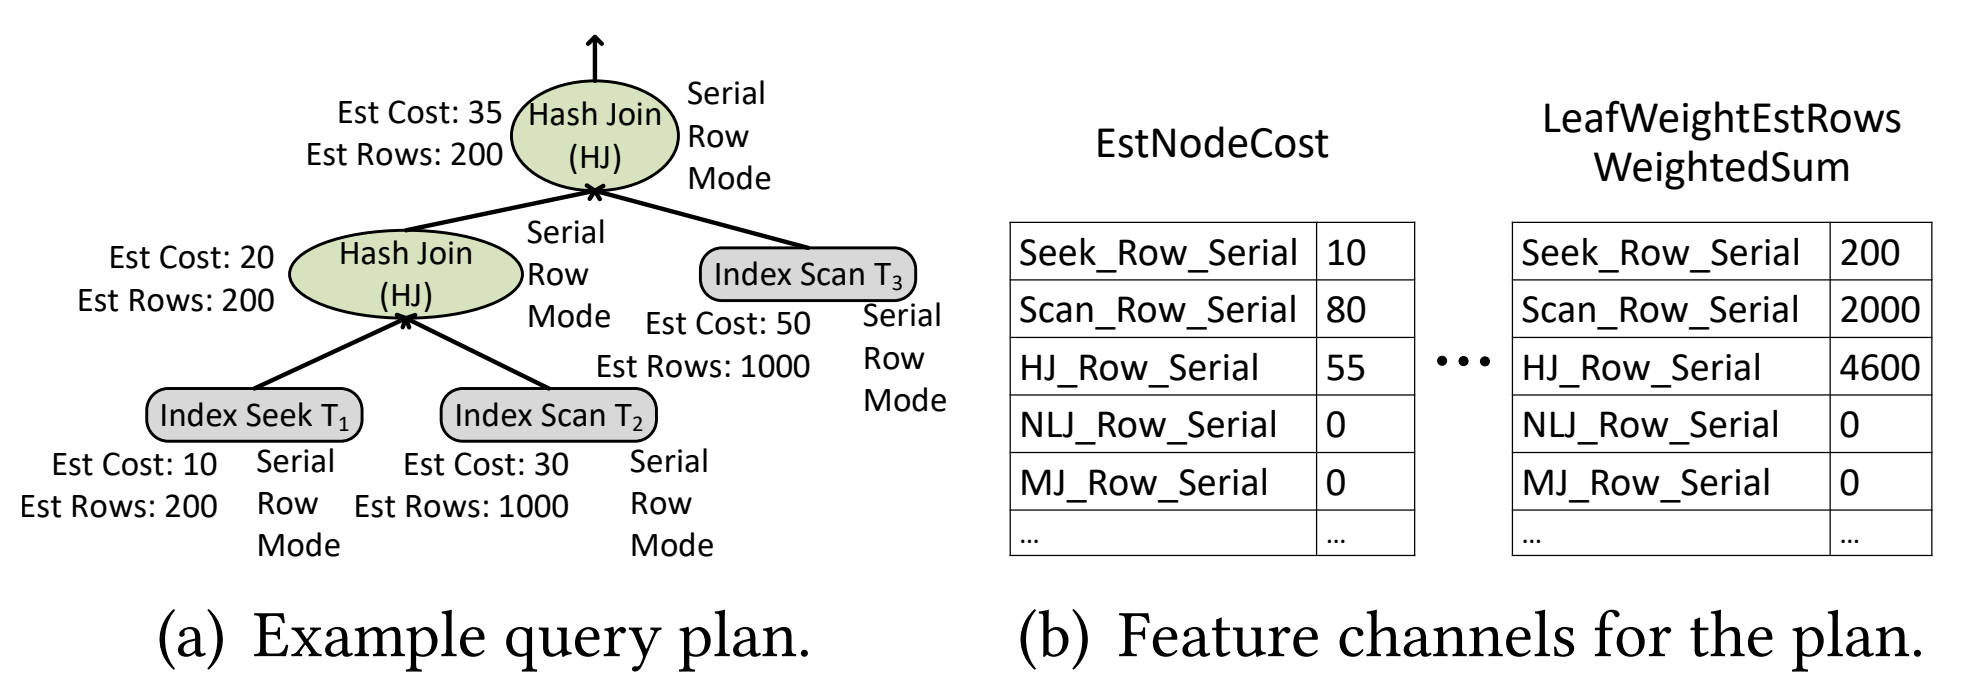 Est Cost: 35
Est Rows: 200
Hash Join
(HJ)
Serial
Row
Mode
Est Cost: 20
Est Rows: 200
Hash Join
(HJ)
Serial
Row
Mode
Index Scan T3
Est Cost: 50
Est Rows: 1000
Serial
Row
Mode
Index Seek T1
Est Cost: 10
Est Rows: 200
Serial
Row
Mode
Index Scan T2
Est Cost: 30
Est Rows: 1000
Serial
Row
Mode
(a) Example query plan.
EstNodeCost
Seek_Row_Serial 10
Scan_Row_Serial 80
HJ_Row_Serial 55
NLJ_Row_Serial 0
MJ_Row_Serial 0
... ...
•••
LeafWeightEstRows
WeightedSum
Seek_Row_Serial 200
Scan_Row_Serial 2000
HJ_Row_Serial 4600
NLJ_Row_Serial 0
MJ_Row_Serial 0
... ...
(b) Feature channels for the plan.